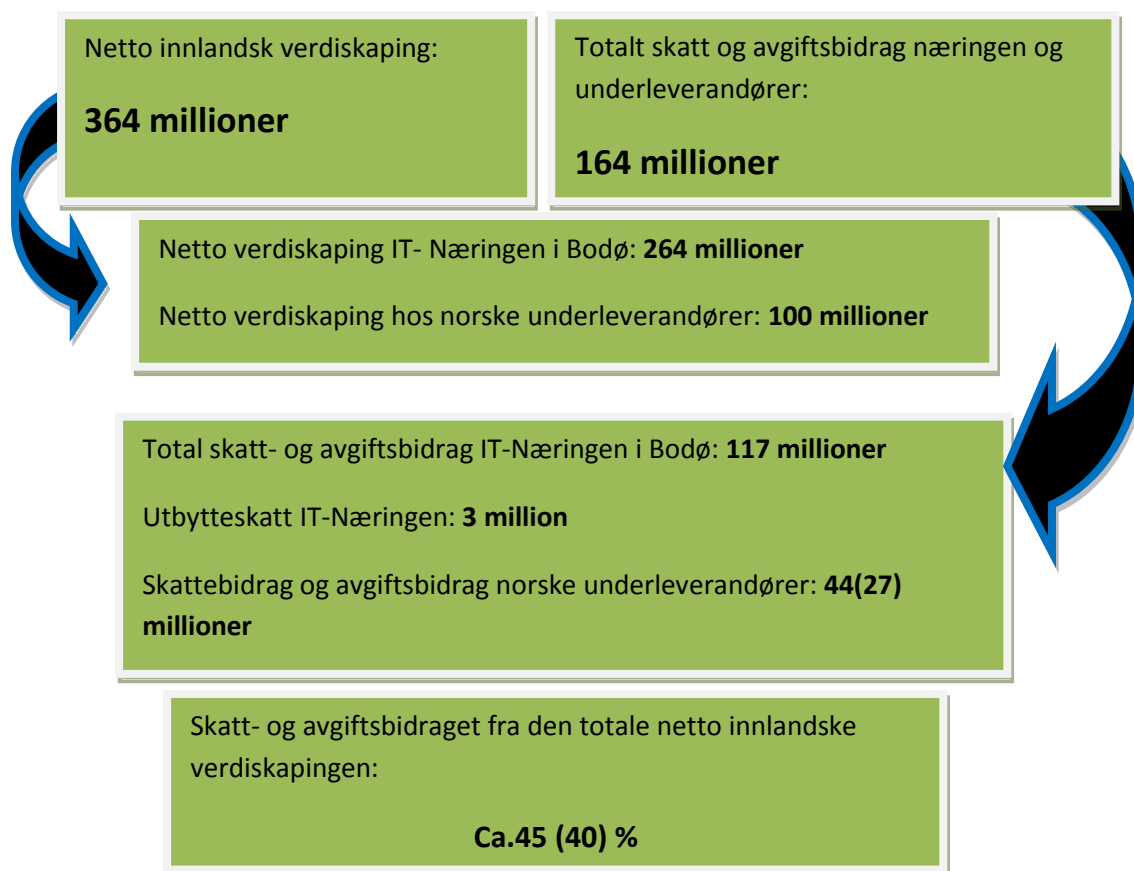 Netto innlandsk verdiskaping:
364 millioner
Totalt skatt og avgiftsbidrag næringen og
underleverandører:
164 millioner
Netto verdiskaping IT- Næringen i Bodø: 264 millioner
Netto verdiskaping hos norske underleverandører: 100 millioner
Total skatt- og avgiftsbidrag IT-Næringen i Bodø: 117 millioner
Utbytteskatt IT-Næringen: 3 million
Skattebidrag og avgiftsbidrag norske underleverandører: 44(27)
millioner
Skatt- og avgiftsbidraget fra den totale netto innlandske
verdiskapingen:
Ca.45 (40) %